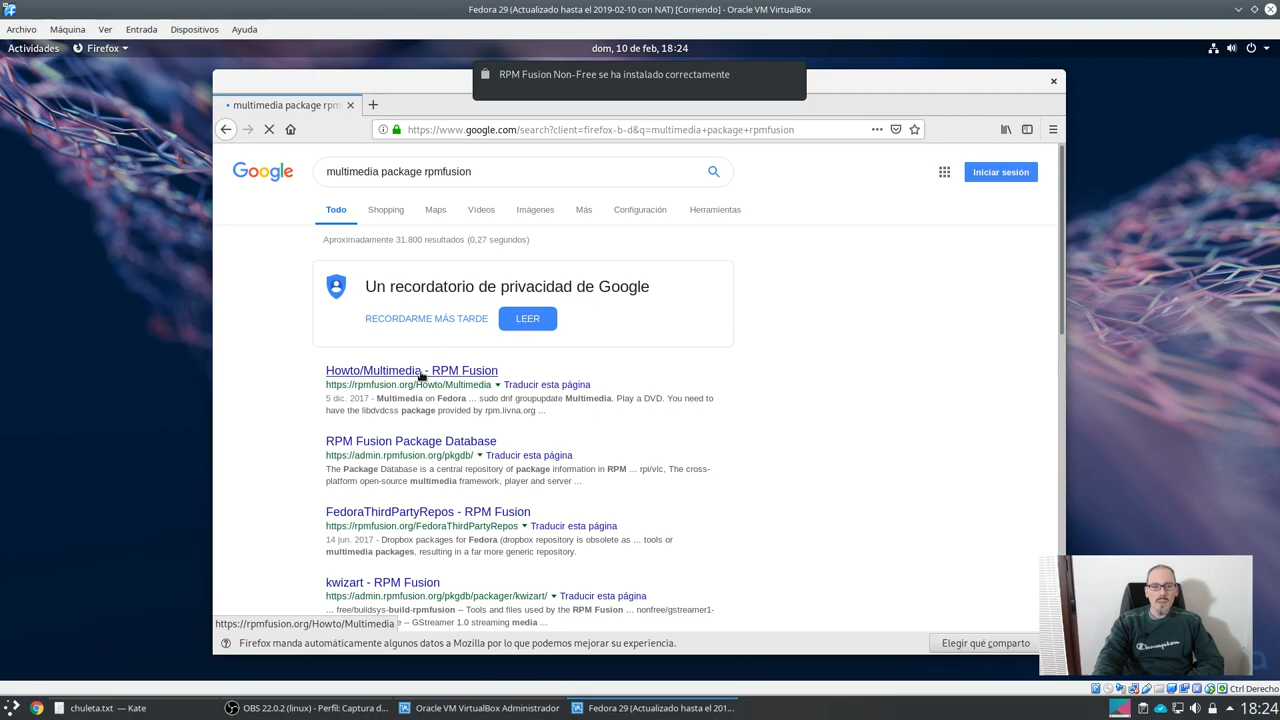 Fedora 29 (Actualizado hasta el 2019-02-10 con NAT) [Corriendo] - Oracle VM VirtualBox
Archivo Máquina Ver Entrada Dispositivos Ayuda
Actividades Firefox dom, 10 de feb, 18:24
RPM Fusion Non-Free se ha instalado correctamente
multimedia package rpm
https://www.google.com/search?client=firefox-b-d&q=multimedia+package+rpmfusion
Google multimedia package rpmfusion Iniciar sesión
Todo Shopping Maps Vídeos Imágenes Más Configuración Herramientas
Aproximadamente 31.800 resultados (0,27 segundos)
Un recordatorio de privacidad de Google
RECORDARME MÁS TARDE LEER
Howto/Multimedia - RPM Fusion
https://rpmfusion.org/Howto/Multimedia Traducir esta página
5 dic. 2017 - Multimedia on Fedora ... sudo dnf groupupdate Multimedia. Play a DVD. You need to
have the libdvdcss package provided by rpm.livna.org ...
RPM Fusion Package Database
https://admin.rpmfusion.org/pkgdb/ Traducir esta página
The Package Database is a central repository of package information in RPM ... rpi/vlc, The cross-
platform open-source multimedia framework, player and server ...
FedoraThirdPartyRepos - RPM Fusion
https://rpmfusion.org/FedoraThirdPartyRepos Traducir esta página
14 jun. 2017 - Dropbox packages for Fedora (dropbox repository is obsolete as ... tools or
multimedia packages, resulting in a far more generic repository.
kwizart - RPM Fusion
https://admin.rpmfusion.org/pkgdb/packager/kwizart/ Traducir esta página
... free/buildsys-build-rpmfusion -- Tools and files used by the RPM Fusion ... nonfree/gstreamer1-
https://rpmfusion.org/Howto/Multimedia e -- GStreamer 1.0 streaming media ...
Firefox manda automáticamente algunos datos a Mozilla por lo que podemos mejorar su experiencia. Elegir qué comparto
Champion
Ctrl Derecho
chuleta.txt — Kate OBS 22.0.2 (linux) - Perfil: Captura d... Oracle VM VirtualBox Administrador Fedora 29 (Actualizado hasta el 201... 18:24